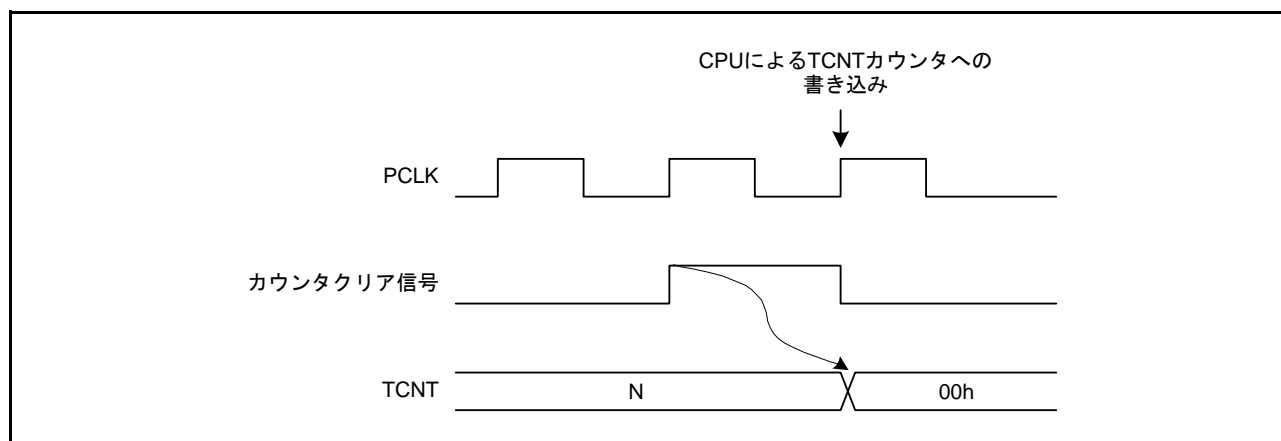 CPUによるTCNTカウンタへの
書き込み
PCLK
カウンタクリア信号
TCNT
N
00h